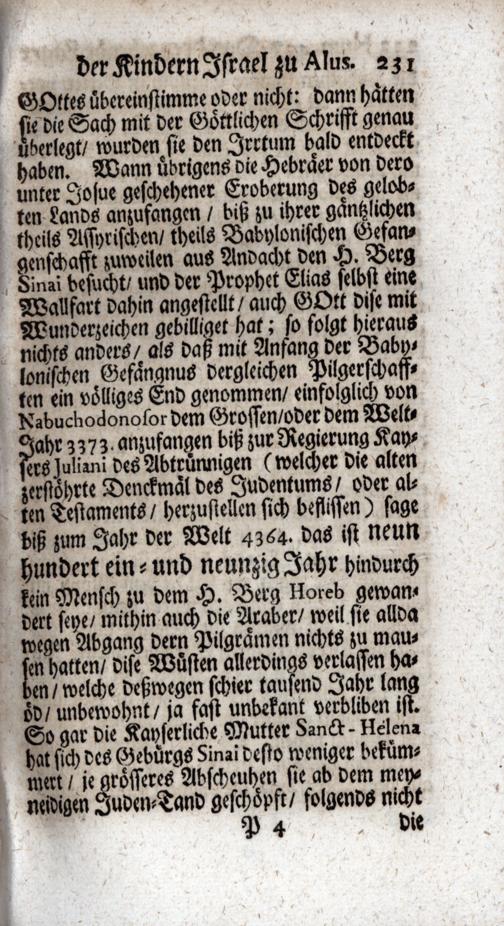 der Kindern Israel zu Alus. 231
GOttes übereinstimme oder nicht: dann hätten
sie die Sach mit der Göttlichen Schrifft genau
überlegt/ wurden sie den Irrtum bald entdeckt
haben. Wann übrigens die Hebräer von dero
unter Josue geschehener Eroberung des gelob-
ten Lands anzufangen / biß zu ihrer gäntzlichen
theils Assyrischen/ theils Babylonischen Gefan-
genschafft zuweilen aus Andacht den H. Berg
Sinai besucht/ und der Prophet Elias selbst eine
Wallfart dahin angestellt/ auch GOtt dise mit
Wunderzeichen gebilliget hat; so folgt hieraus
nichts anders/ als daß mit Anfang der Baby-
lonischen Gefängnus dergleichen Pilgerschaff-
ten ein völliges End genommen/ einfolglich von
Nabuchodonosor dem Grossen/oder dem Welt-
Jahr 3373. anzufangen biß zur Regierung Kay-
sers Juliani des Abtrünnigen (welcher die alten
zerstöhrte Denckmäl des Judentums/ oder al-
ten Testaments/ herzustellen sich beflissen) sage
biß zum Jahr der Welt 4364. das ist neun
hundert ein- und neunzig Jahr hindurch
kein Mensch zu dem H. Berg Horeb gewan-
dert seye/ mithin auch die Araber/ weil sie allda
wegen Abgang dern Pilgrämen nichts zu mau-
sen hatten/ dise Wüsten allerdings verlassen ha-
ben/ welche deßwegen schier tausend Jahr lang
öd/ unbewohnt/ ja fast unbekant verbliben ist.
So gar die Kayserliche Mutter Sanct-Helena
hat sich des Gebürgs Sinai desto weniger beküm-
mert/ je grösseres Abscheuhen sie ab dem mey-
neidigen Juden-Tand geschöpft/ folgends nicht
P 4 die